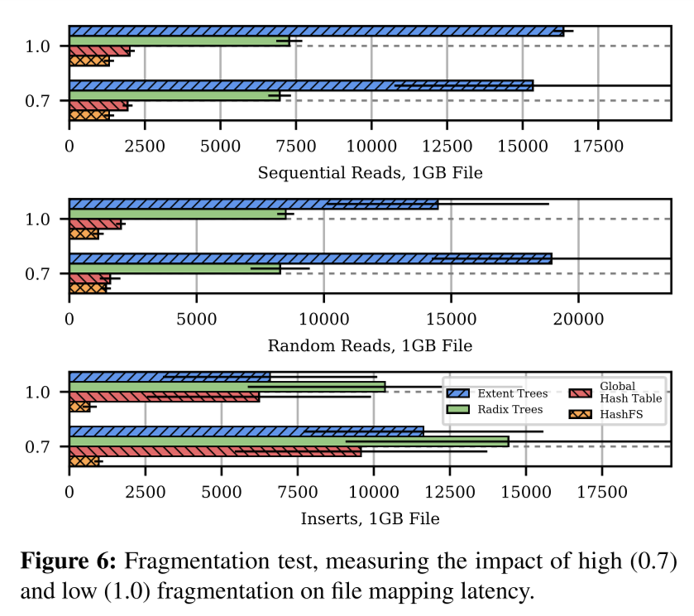 1.0
0.7
0 2500 5000 7500 10000 12500 15000 17500
Sequential Reads, 1GB File
1.0
0.7
0 5000 10000 15000 20000
Random Reads, 1GB File
1.0
0.7
Extent Trees
Radix Trees
Global
Hash Table
HashFS
0 2500 5000 7500 10000 12500 15000 17500
Inserts, 1GB File
Figure 6: Fragmentation test, measuring the impact of high (0.7)
and low (1.0) fragmentation on file mapping latency.